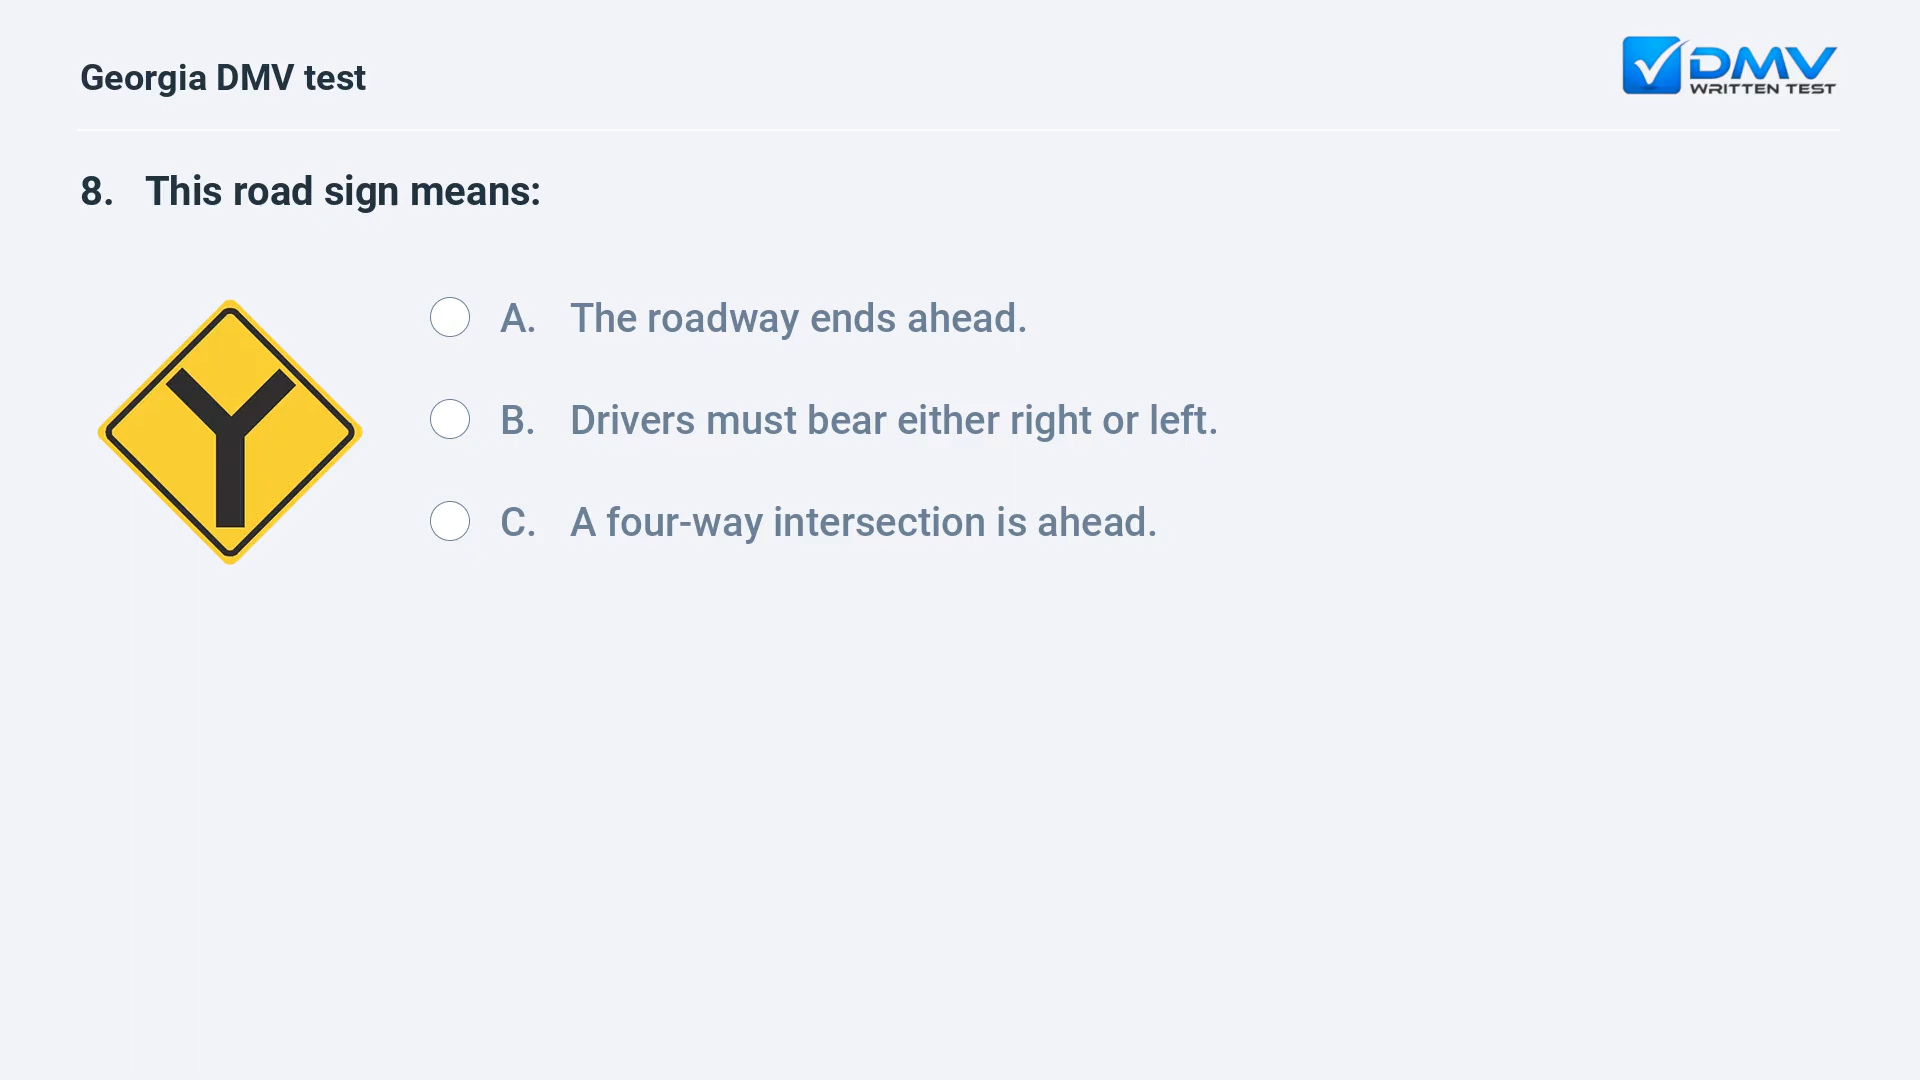 Georgia DMV test
DMV
WRITTEN TEST
8. This road sign means:
A. The roadway ends ahead.
B. Drivers must bear either right or left.
C. A four-way intersection is ahead.